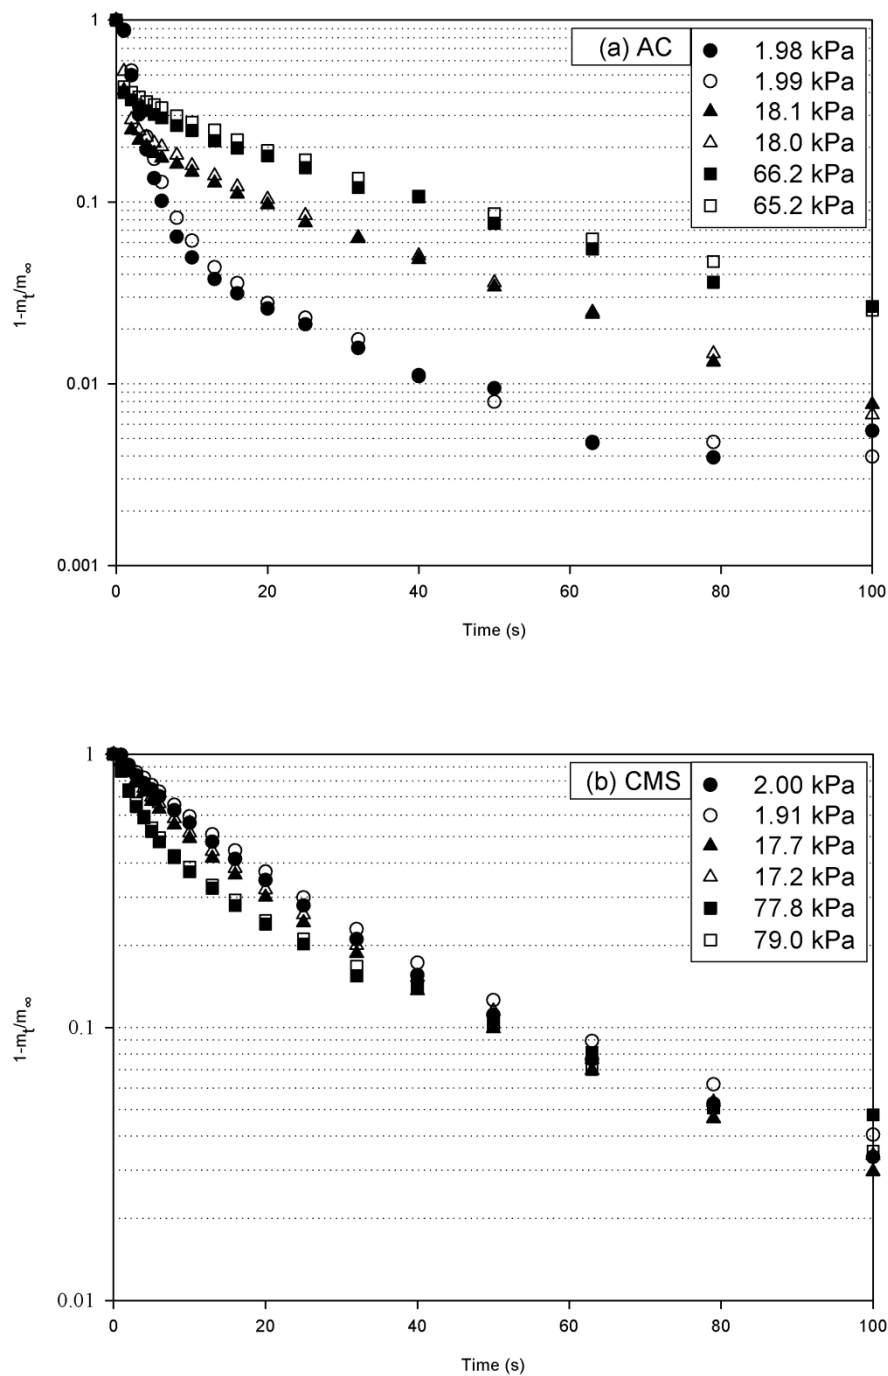 1
(a) AC
1.98 kPa
1.99 kPa
18.1 kPa
18.0 kPa
66.2 kPa
65.2 kPa
0.1
1-mt/m∞
0.01
0.001
0 20 40 60 80 100
Time (s)
1
(b) CMS
2.00 kPa
1.91 kPa
17.7 kPa
17.2 kPa
77.8 kPa
79.0 kPa
0.1
1-mt/m∞
0.01
0 20 40 60 80 100
Time (s)